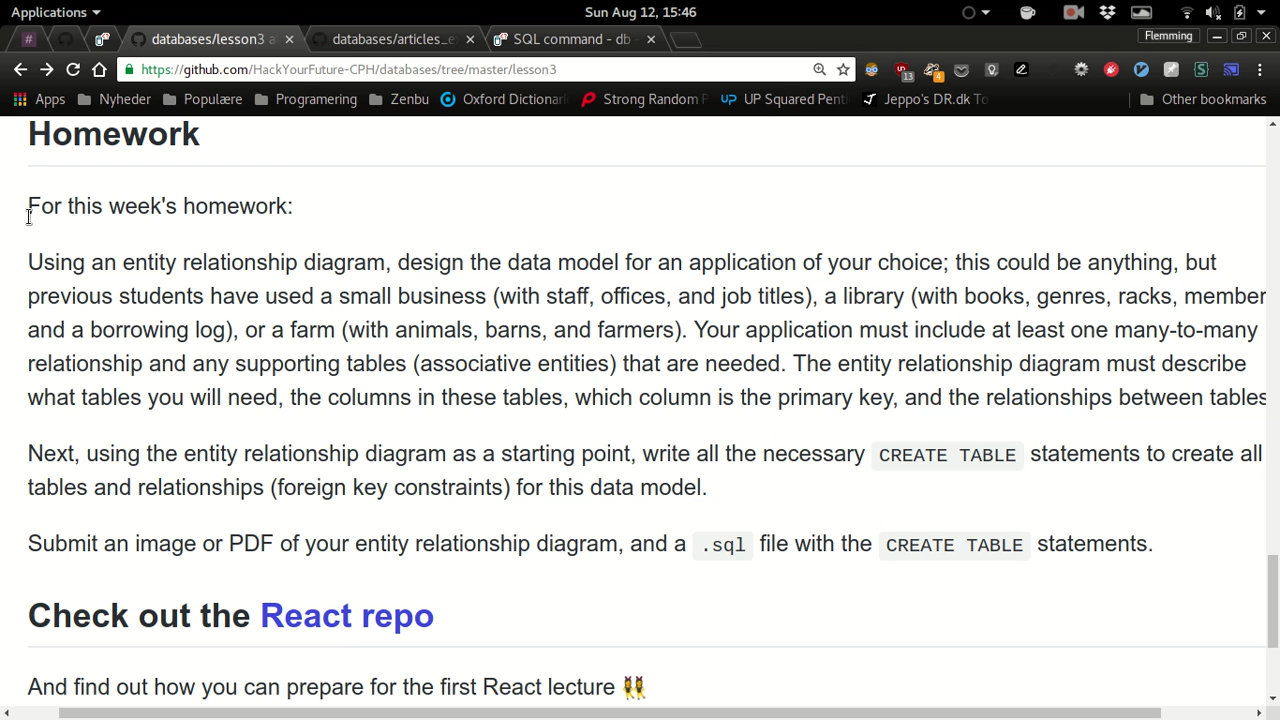 Applications
Sun Aug 12, 15:46
databases/lesson3 a
databases/articles_e
SQL command - db
Flemming
https://github.com/HackYourFuture-CPH/databases/tree/master/lesson3
13
4
Apps
Nyheder
Populære
Programering
Zenbu
Oxford Dictionar
Strong Random P
UP Squared Penti
Jeppo's DR.dk To
Other bookmarks
Homework
For this week's homework:
Using an entity relationship diagram, design the data model for an application of your choice; this could be anything, but
previous students have used a small business (with staff, offices, and job titles), a library (with books, genres, racks, member
and a borrowing log), or a farm (with animals, barns, and farmers). Your application must include at least one many-to-many
relationship and any supporting tables (associative entities) that are needed. The entity relationship diagram must describe
what tables you will need, the columns in these tables, which column is the primary key, and the relationships between tables
Next, using the entity relationship diagram as a starting point, write all the necessary CREATE TABLE statements to create all
tables and relationships (foreign key constraints) for this data model.
Submit an image or PDF of your entity relationship diagram, and a .sql file with the CREATE TABLE statements.
Check out the React repo
And find out how you can prepare for the first React lecture 👯